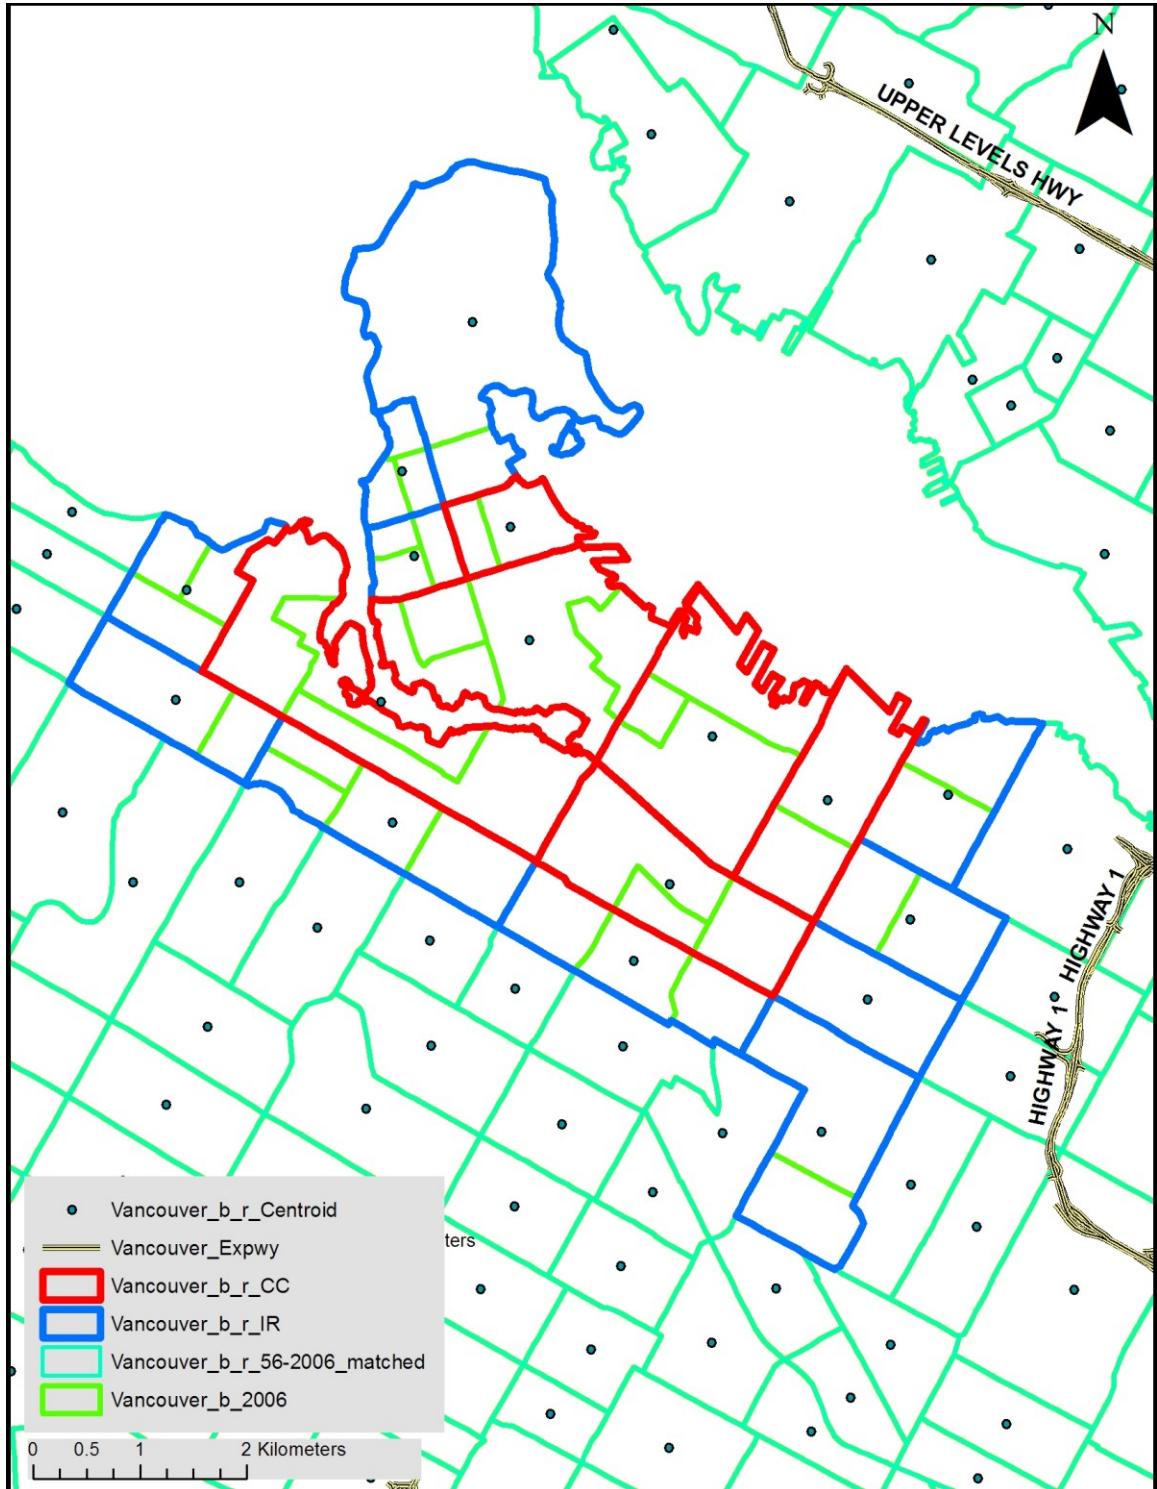 N
UPPER LEVELS HWY
HIGHWAY 1
HIGHWAY 1
Vancouver_b_r_Centroid
Vancouver_Expwy
ters
Vancouver_b_r_CC
Vancouver_b_r_IR
Vancouver_b_r_56-2006_matched
Vancouver_b_2006
0 0.5 1 2 Kilometers